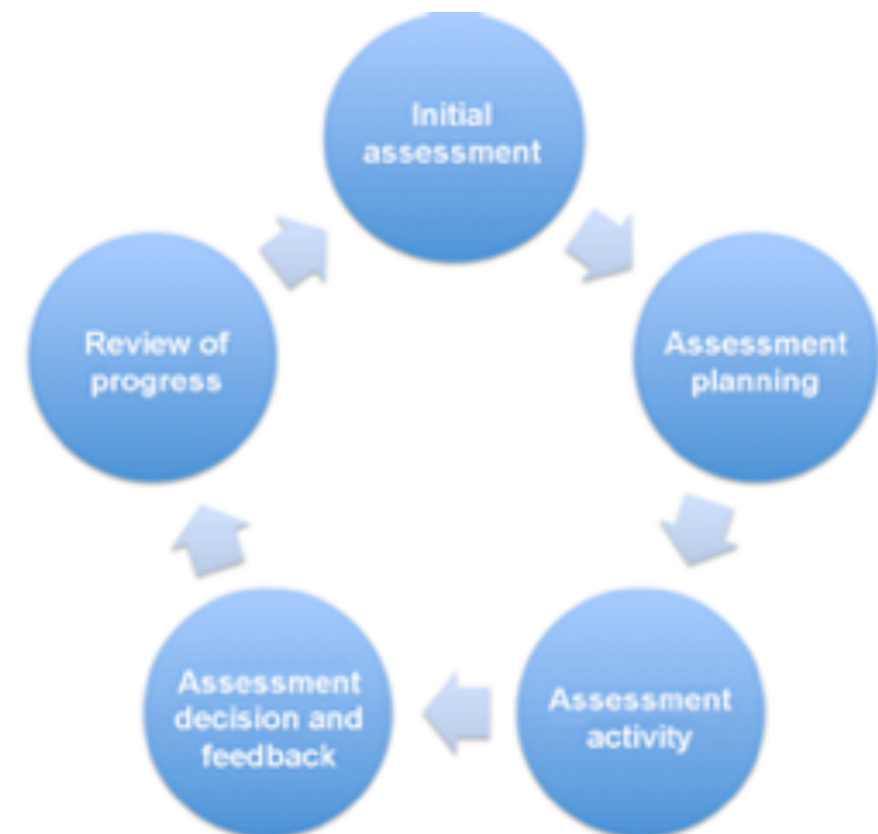 Initial
assessment
Assessment
planning
Assessment
activity
Assessment
decision and
feedback
Review of
progress